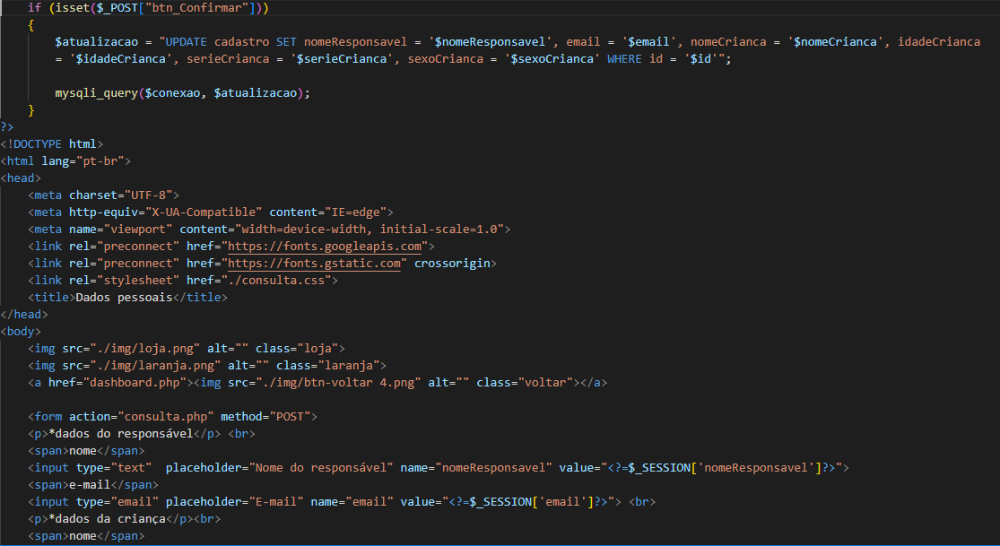 if (isset($_POST["btn_Confirmar"]))
{
$atualizacao = "UPDATE cadastro SET nomeResponsavel = '$nomeResponsavel', email = '$email', nomeCrianca = '$nomeCrianca', idadeCrianca
= '$idadeCrianca', serieCrianca = '$serieCrianca', sexoCrianca = '$sexoCrianca' WHERE id = '$id'";
mysqli_query($conexao, $atualizacao);
}
?>
<!DOCTYPE html>
<html lang="pt-br">
<head>
<meta charset="UTF-8">
<meta http-equiv="X-UA-Compatible" content="IE=edge">
<meta name="viewport" content="width=device-width, initial-scale=1.0">
<link rel="preconnect" href="https://fonts.googleapis.com">
<link rel="preconnect" href="https://fonts.gstatic.com" crossorigin>
<link rel="stylesheet" href="./consulta.css">
<title>Dados pessoais</title>
</head>
<body>
<img src="./img/loja.png" alt="" class="loja">
<img src="./img/laranja.png" alt="" class="laranja">
<a href="dashboard.php"><img src="./img/btn-voltar 4.png" alt="" class="voltar"></a>
<form action="consulta.php" method="POST">
<p>*dados do responsável</p> <br>
<span>nome</span>
<input type="text"  placeholder="Nome do responsável" name="nomeResponsavel" value="<?=$_SESSION['nomeResponsavel']?>">
<span>e-mail</span>
<input type="email" placeholder="E-mail" name="email" value="<?=$_SESSION['email']?>"> <br>
<p>*dados da criança</p><br>
<span>nome</span>